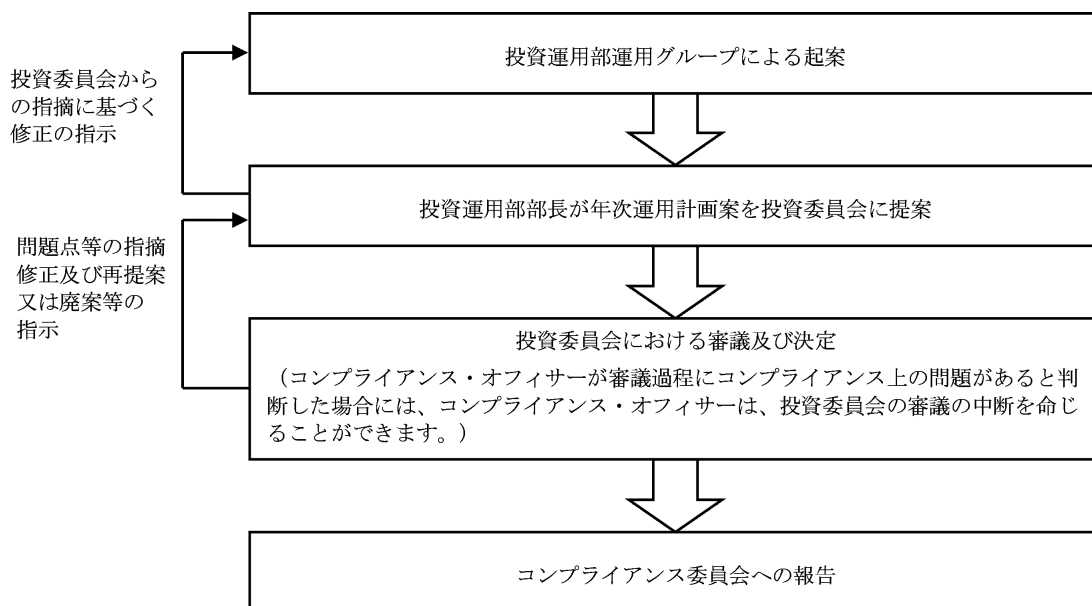 投資運用部運用グループによる起案
投資委員会から
の指摘に基づく
修正の指示
投資運用部部長が年次運用計画案を投資委員会に提案
問題点等の指摘
修正及び再提案
又は廃案等の
指示
投資委員会における審議及び決定
（コンプライアンス・オフィサーが審議過程にコンプライアンス上の問題があると判
断した場合には、コンプライアンス・オフィサーは、投資委員会の審議の中断を命じ
ることができます。）
コンプライアンス委員会への報告